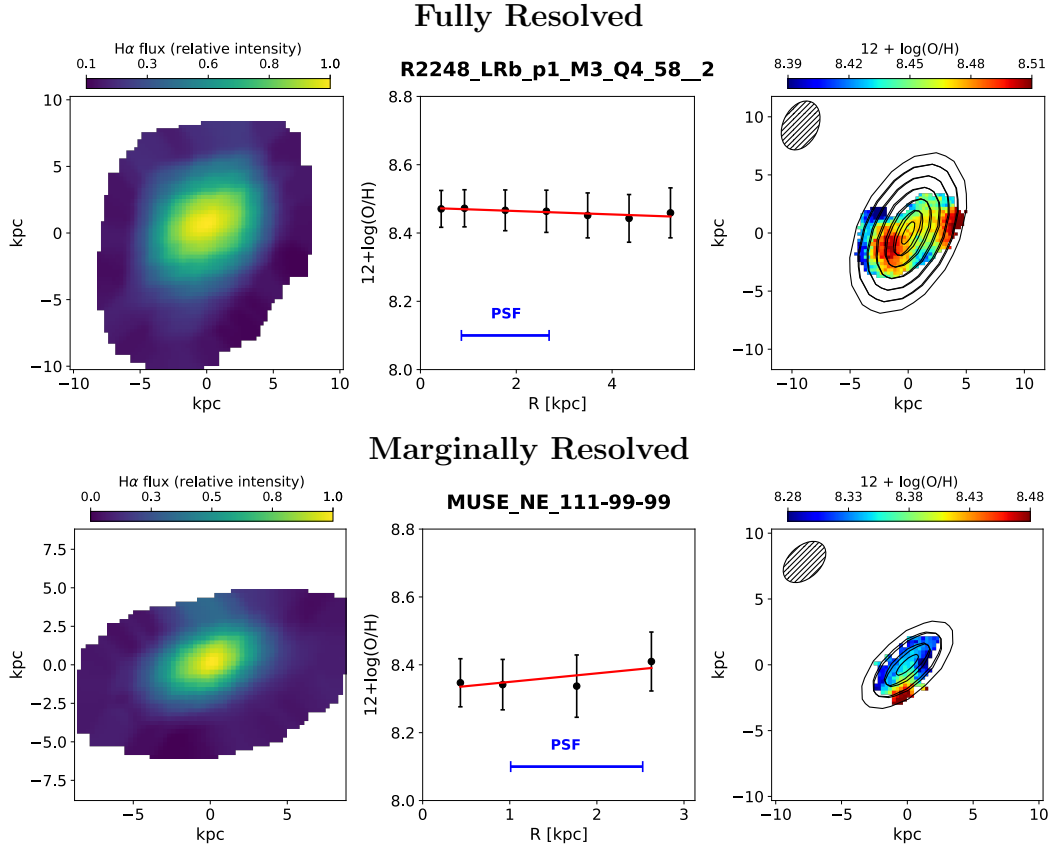 Fully Resolved
Hα flux (relative intensity)
0.1 0.3 0.6 0.8 1.0
10
5
0
−5
−10
kpc
−10 −5 0 5 10
kpc
R2248_LRb_p1_M3_Q4_58__2
8.8
8.6
8.4
8.2
8.0
12+log(O/H)
PSF
0 2 4
R [kpc]
12 + log(O/H)
8.39 8.42 8.45 8.48 8.51
10
5
0
−5
−10
kpc
−10 −5 0 5 10
kpc
Marginally Resolved
Hα flux (relative intensity)
0.0 0.3 0.5 0.8 1.0
7.5
5.0
2.5
0.0
−2.5
−5.0
−7.5
kpc
−5 0 5
kpc
MUSE_NE_111-99-99
8.8
8.6
8.4
8.2
8.0
12+log(O/H)
PSF
0 1 2 3
R [kpc]
12 + log(O/H)
8.28 8.33 8.38 8.43 8.48
10
5
0
−5
−10
kpc
−10 −5 0 5 10
kpc